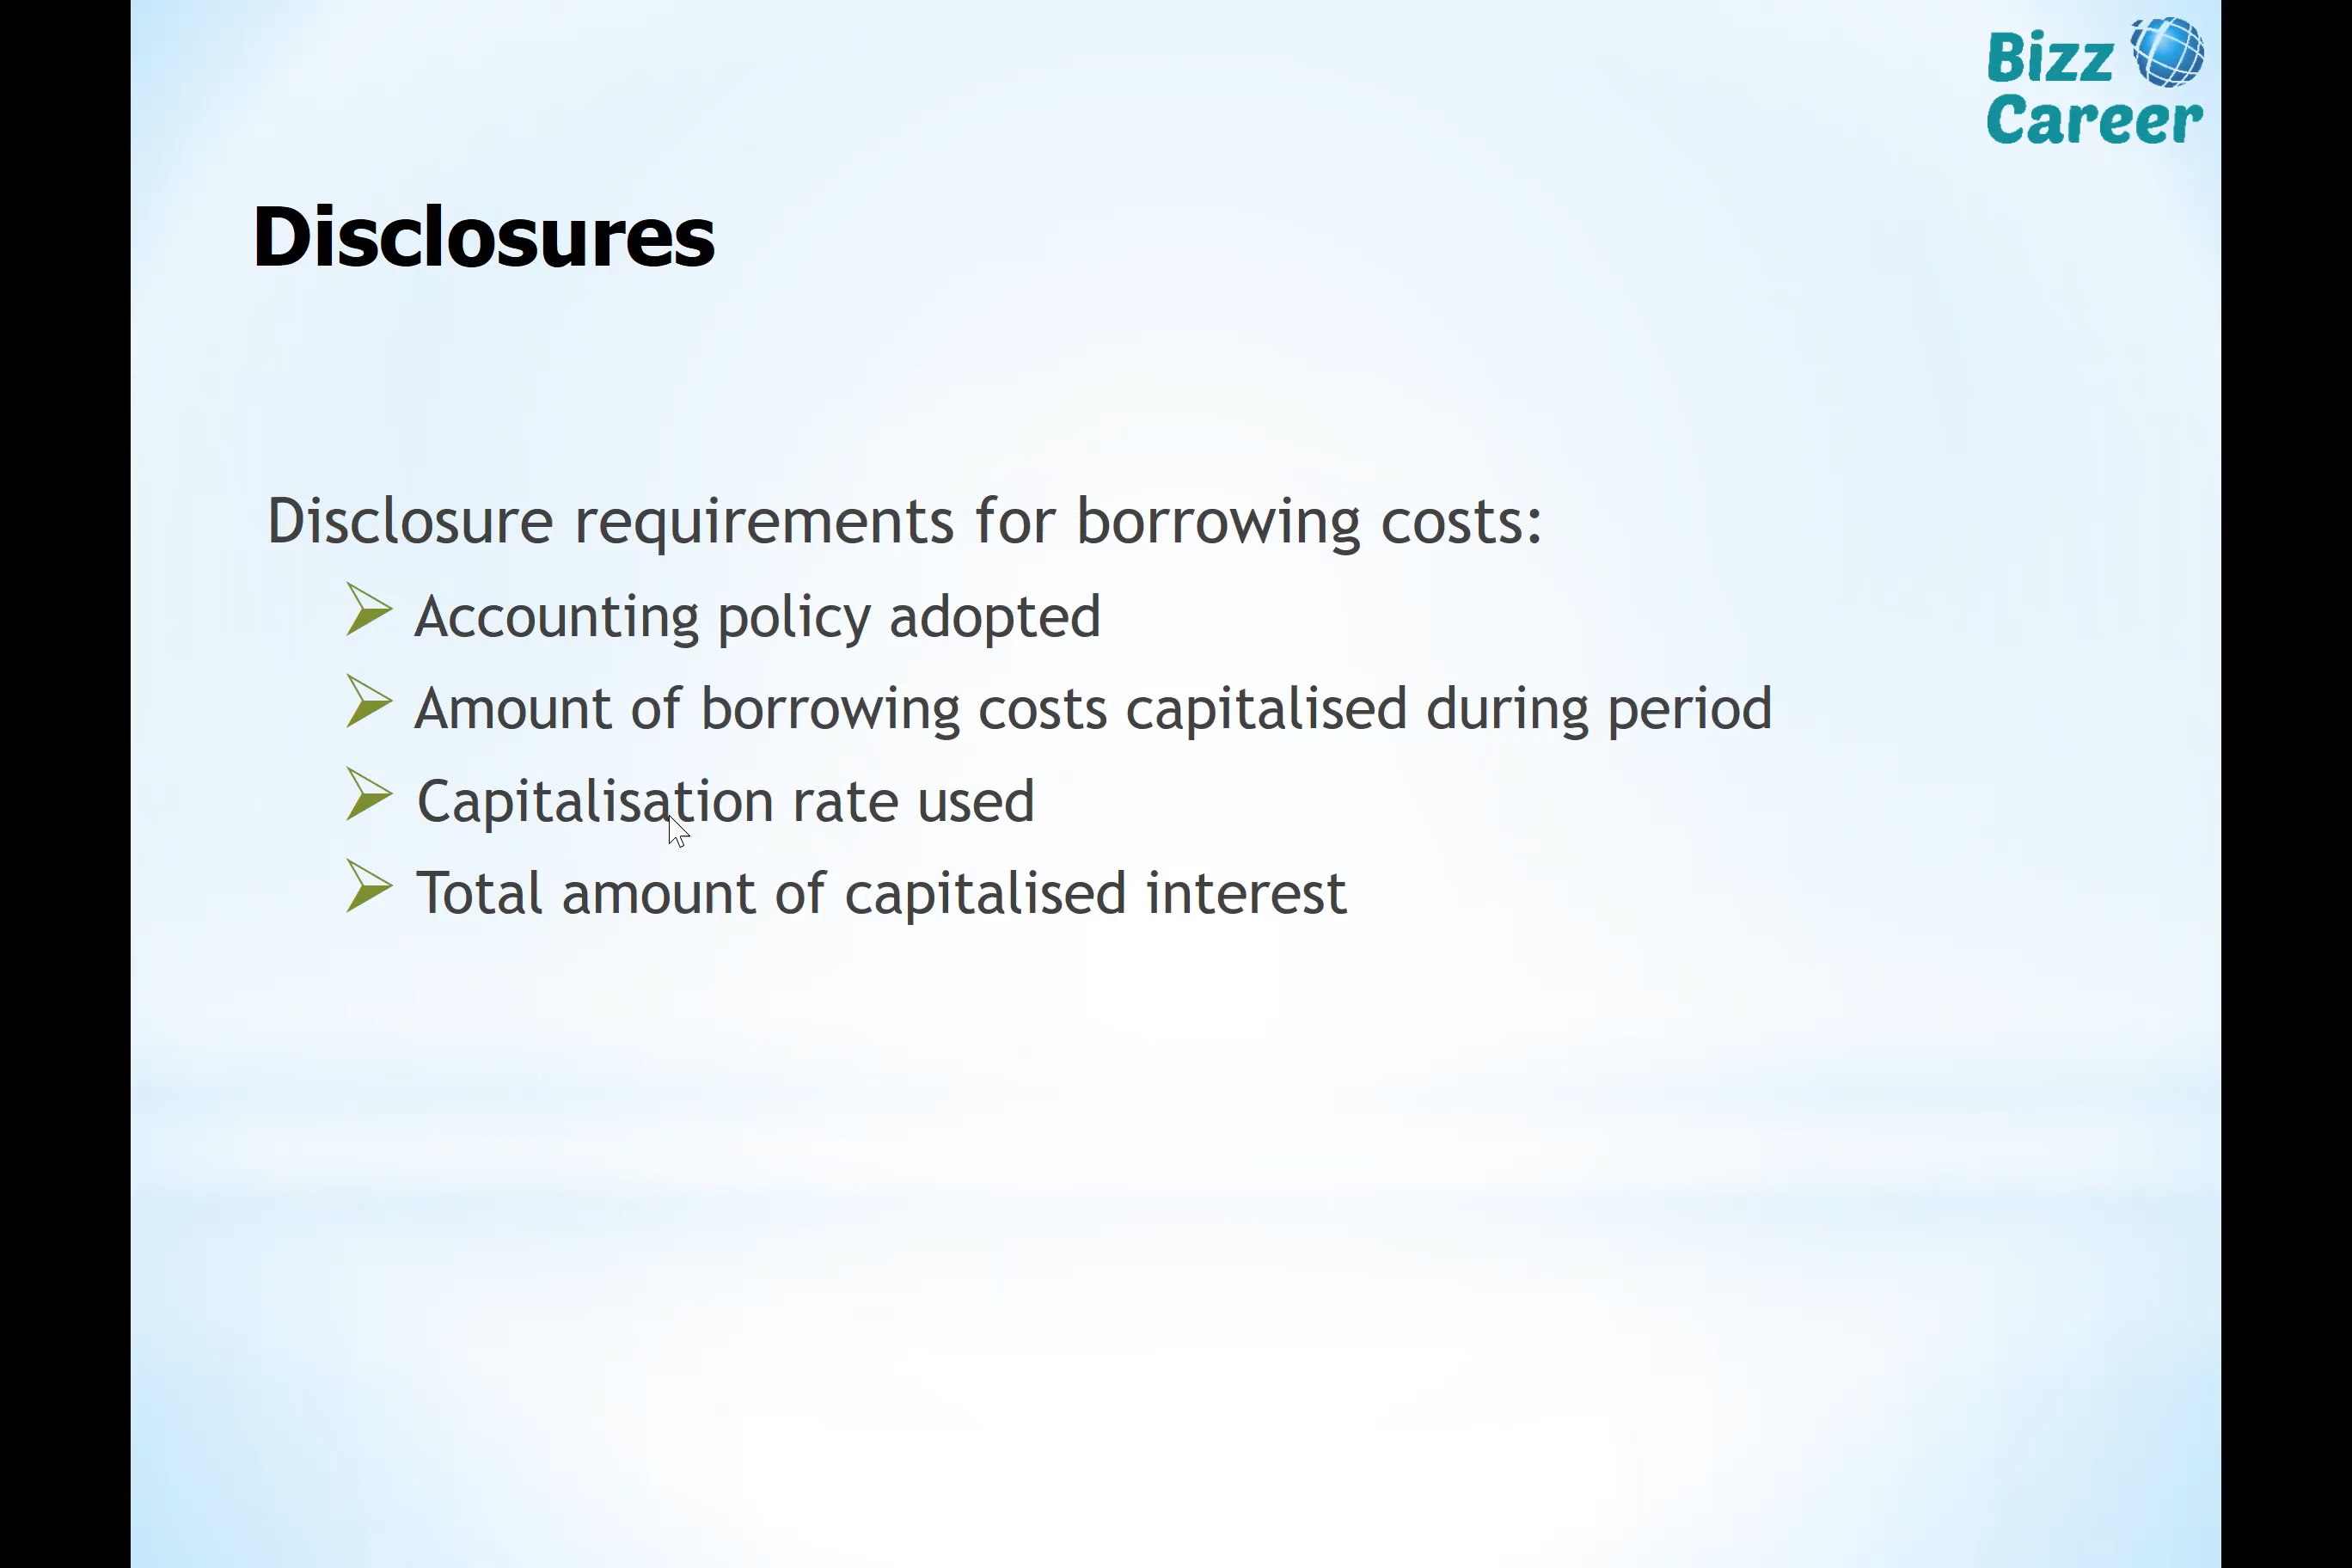 Bizz
Career
Disclosures
Disclosure requirements for borrowing costs:
Accounting policy adopted
Amount of borrowing costs capitalised during period
Capitalisation rate used
Total amount of capitalised interest